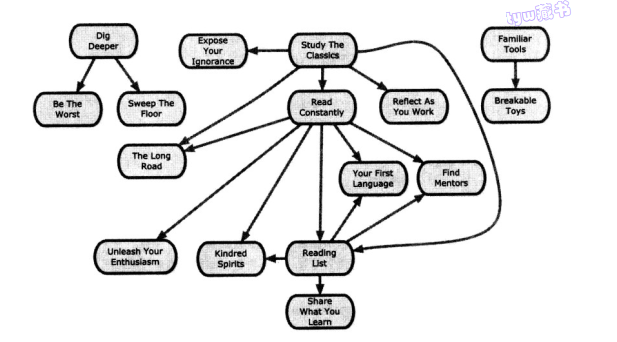 Dig
Deeper
Expose
Your
Ignorance
Study The
Classics
Familiar
Tools
Be The
Worst
Sweep The
Floor
Read
Constantly
Reflect As
You Work
Breakable
Toys
The Long
Road
Your First
Language
Find
Mentors
Unleash Your
Enthusiasm
Kindred
Spirits
Reading
List
Share
What You
Learn